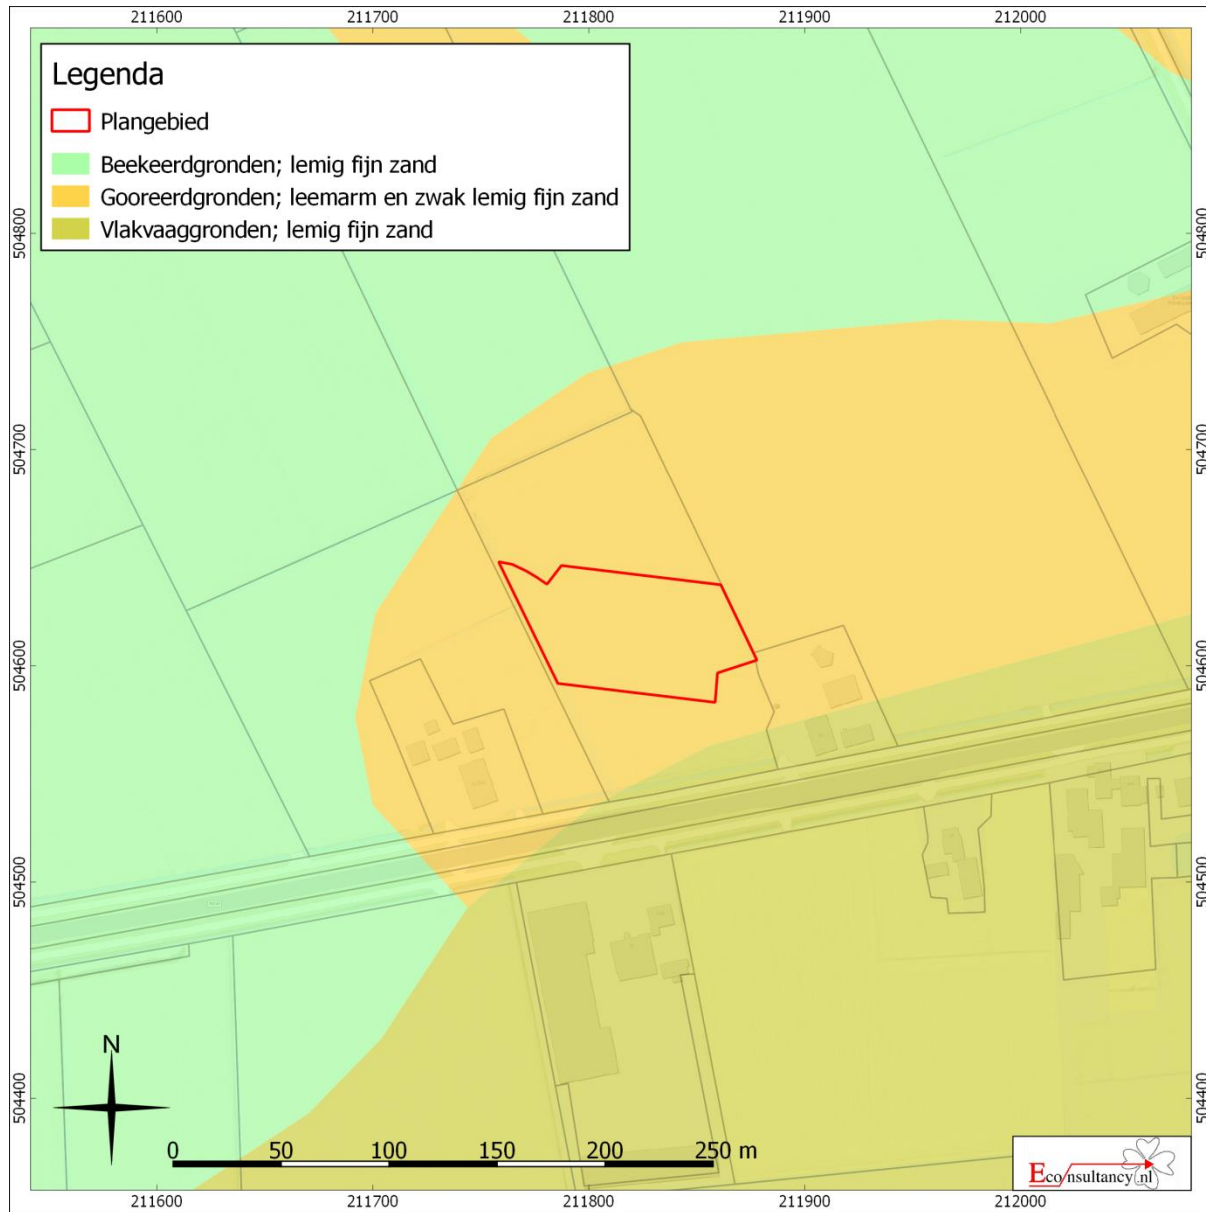 211600 211700 211800 211900 212000
Legenda
Plangebied
Beekeerdgronden; lemig fijn zand
Gooreerdgronden; leemarm en zwak lemig fijn zand
Vlakvaaggronden; lemig fijn zand
504800 504800
504700 504700
504600 504600
504500 504500
504400 504400
N
0 50 100 150 200 250 m
Econsultancy.nl
211600 211700 211800 211900 212000